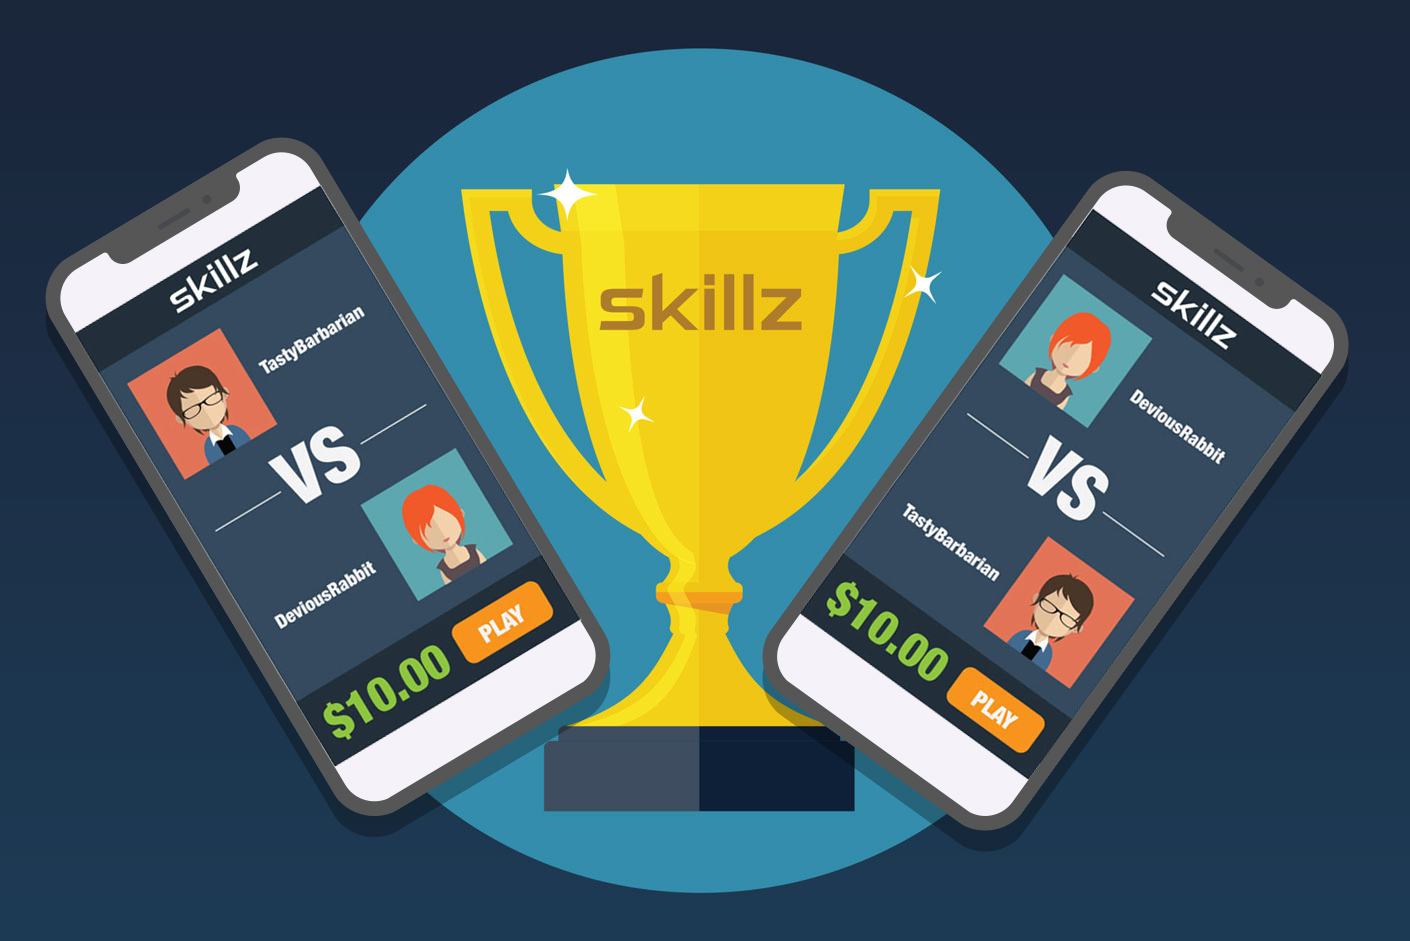 skillz
TastyBarbarian
VS
DeviousRabbit
$10.00
PLAY
skillz
skillz
DeviousRabbit
VS
TastyBarbarian
$10.00
PLAY